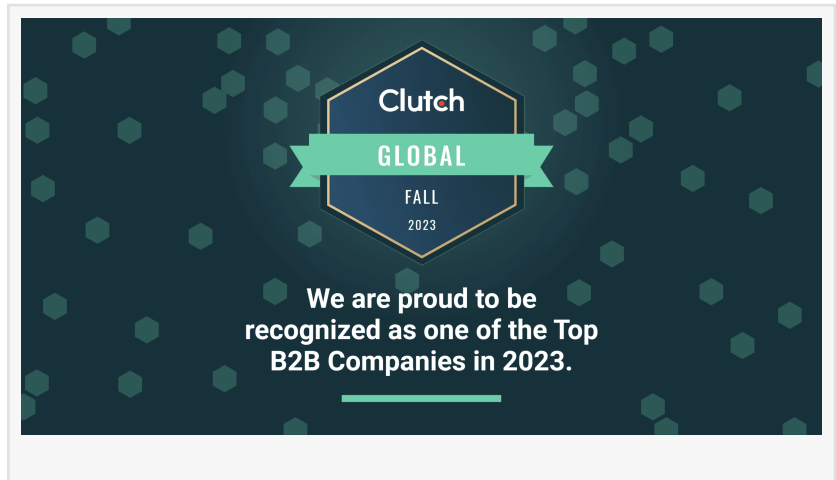 Clutch
GLOBAL
FALL
2023
We are proud to be
recognized as one of the Top
B2B Companies in 2023.